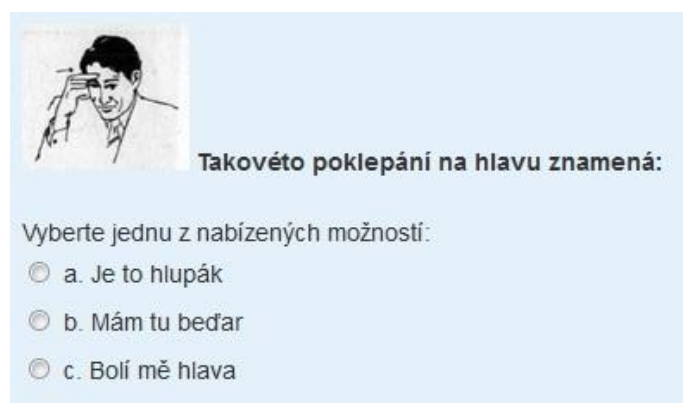 Takovéto poklepání na hlavu znamená:
Vyberte jednu z nabízených možností:
a. Je to hlupák
b. Mám tu beďar
c. Bolí mě hlava